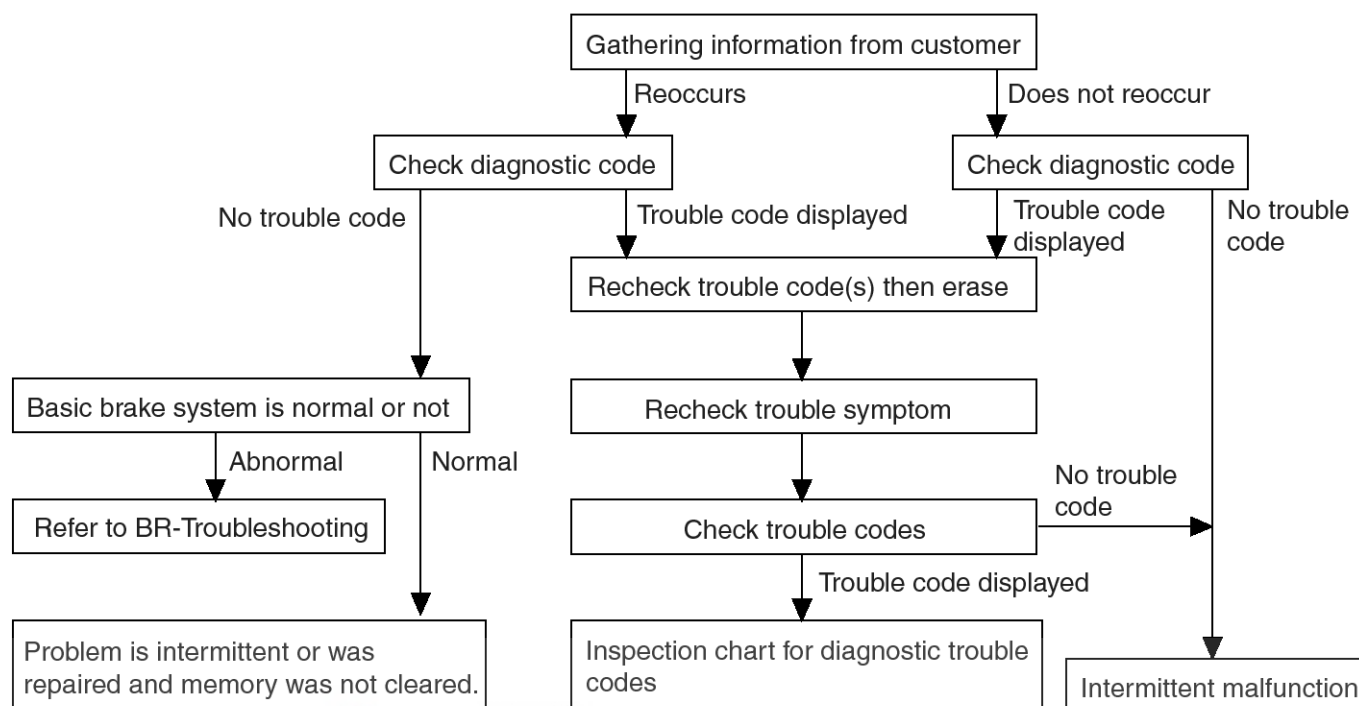 Gathering information from customer
Reoccurs
Does not reoccur
Check diagnostic code
Check diagnostic code
No trouble code
Trouble code displayed
Trouble code
displayed
No trouble
code
Recheck trouble code(s) then erase
Basic brake system is normal or not
Recheck trouble symptom
Abnormal
Normal
No trouble
code
Refer to BR-Troubleshooting
Check trouble codes
Trouble code displayed
Problem is intermittent or was
repaired and memory was not cleared.
Inspection chart for diagnostic trouble
codes
Intermittent malfunction